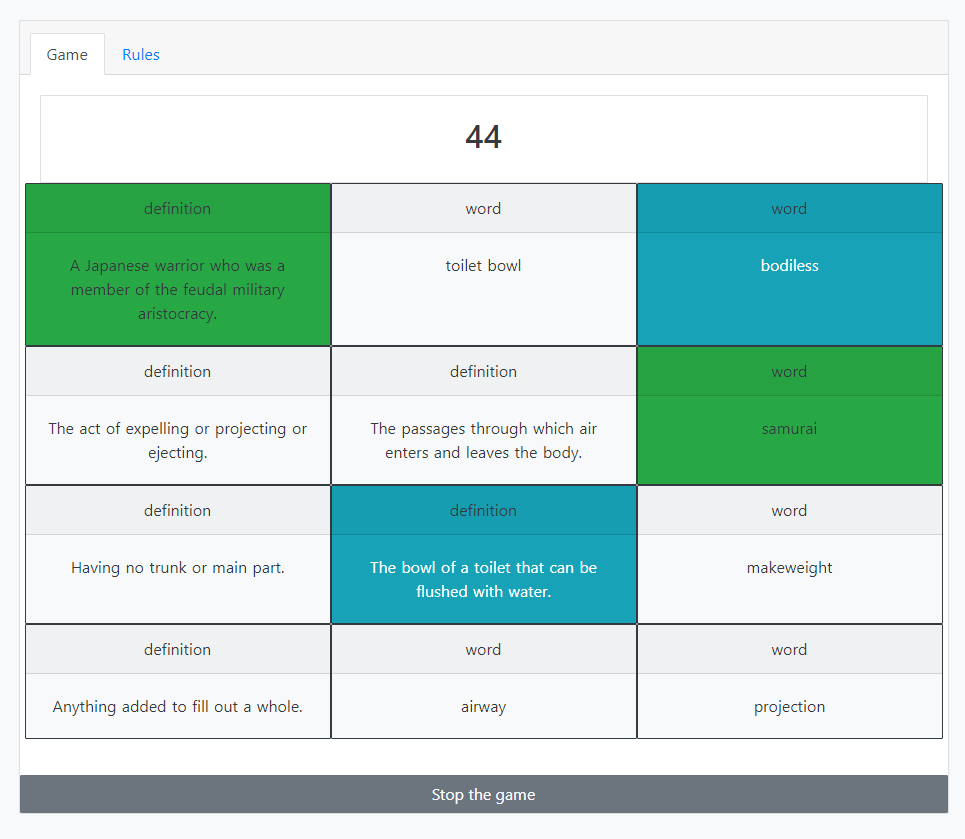 Game
Rules
44
definition
A Japanese warrior who was a
member of the feudal military
aristocracy.
word
toilet bowl
word
bodiless
definition
The act of expelling or projecting or
ejecting.
definition
The passages through which air
enters and leaves the body.
word
samurai
definition
Having no trunk or main part.
definition
The bowl of a toilet that can be
flushed with water.
word
makeweight
definition
Anything added to fill out a whole.
word
airway
word
projection
Stop the game